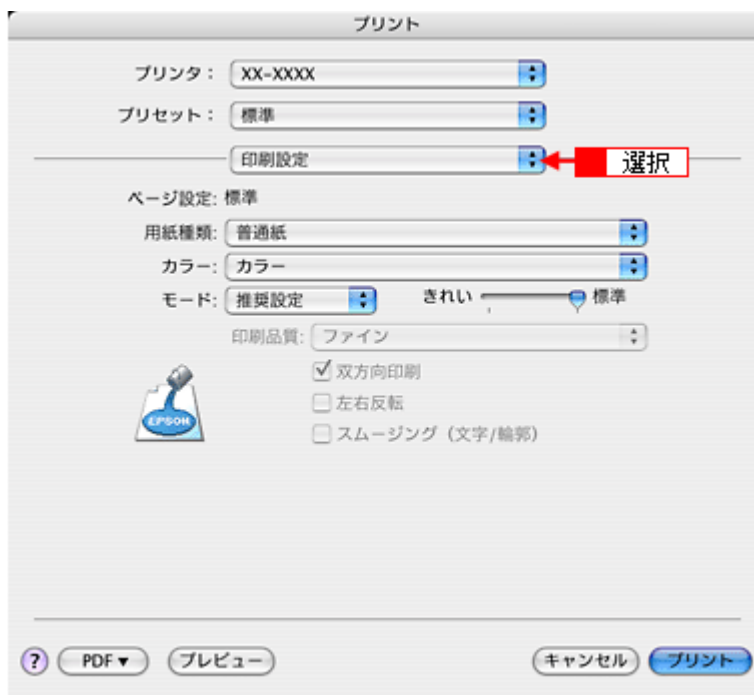 プリント
プリンタ： XX-XXXX
プリセット： 標準
印刷設定 選択
ページ設定: 標準
用紙種類: 普通紙
カラー: カラー
モード: 推奨設定 きれい 標準
印刷品質: ファイン
双方向印刷
左右反転
EPSON
スムージング（文字/輪郭）
? PDF▼ プレビュー キャンセル プリント